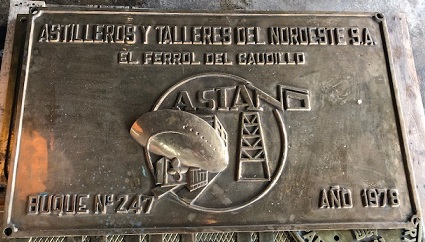 ASTILLEROS Y TALLERES DEL NOROESTE S.A.
EL FERROL DEL CAUDILLO
ASTANO
BUQUE Nº 247
AÑO 1978